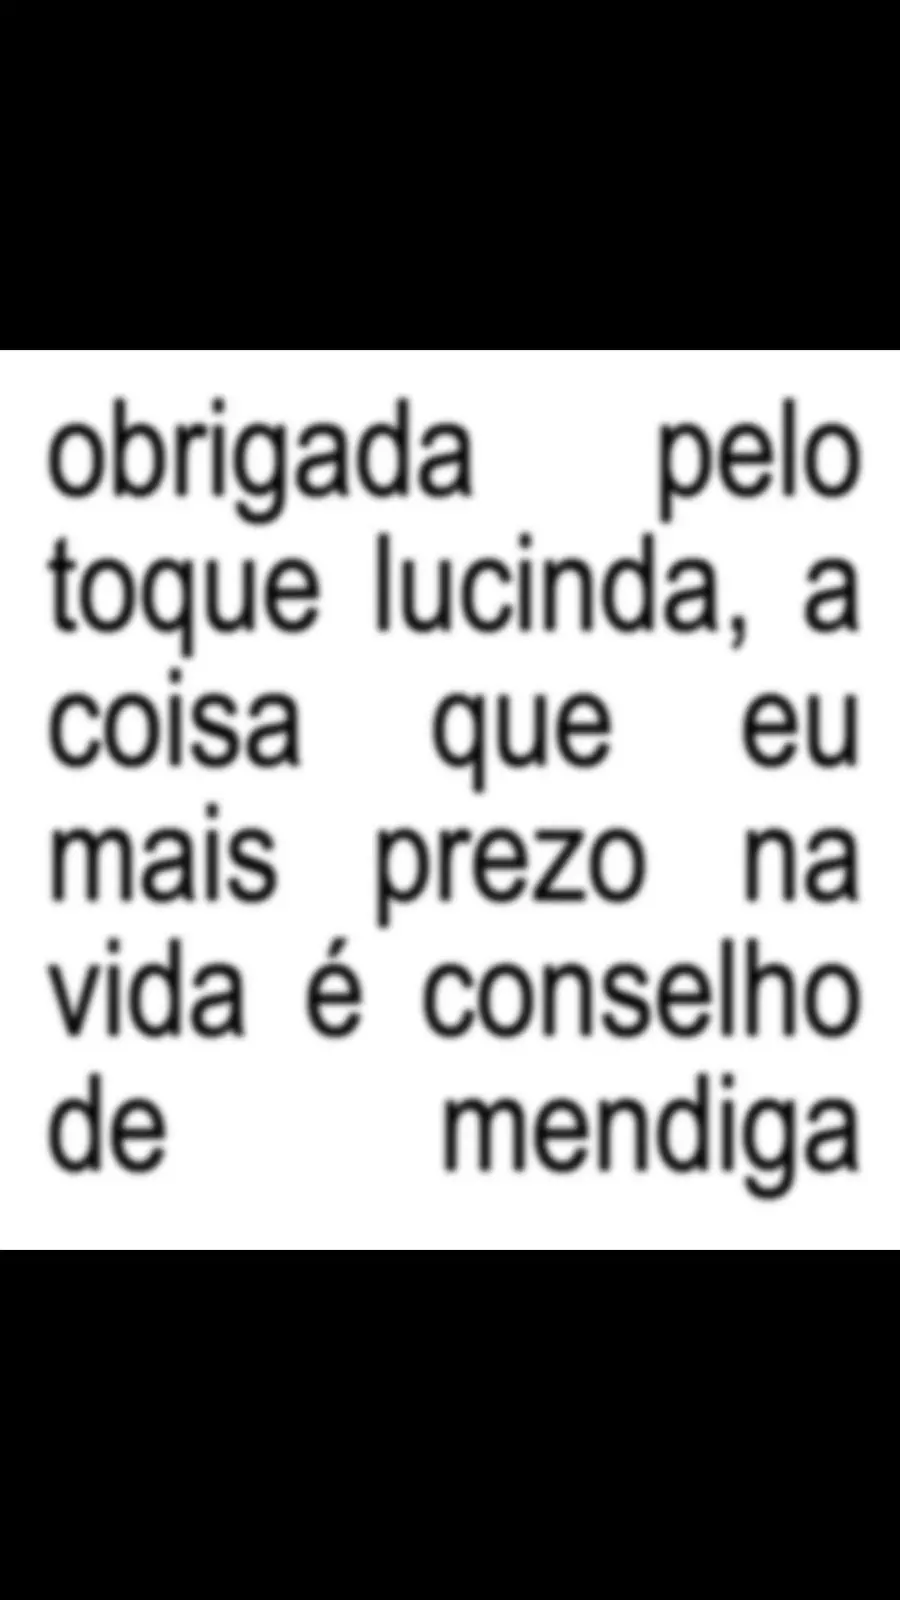 obrigada pelo
toque lucinda, a
coisa que eu
mais prezo na
vida é conselho
de mendiga